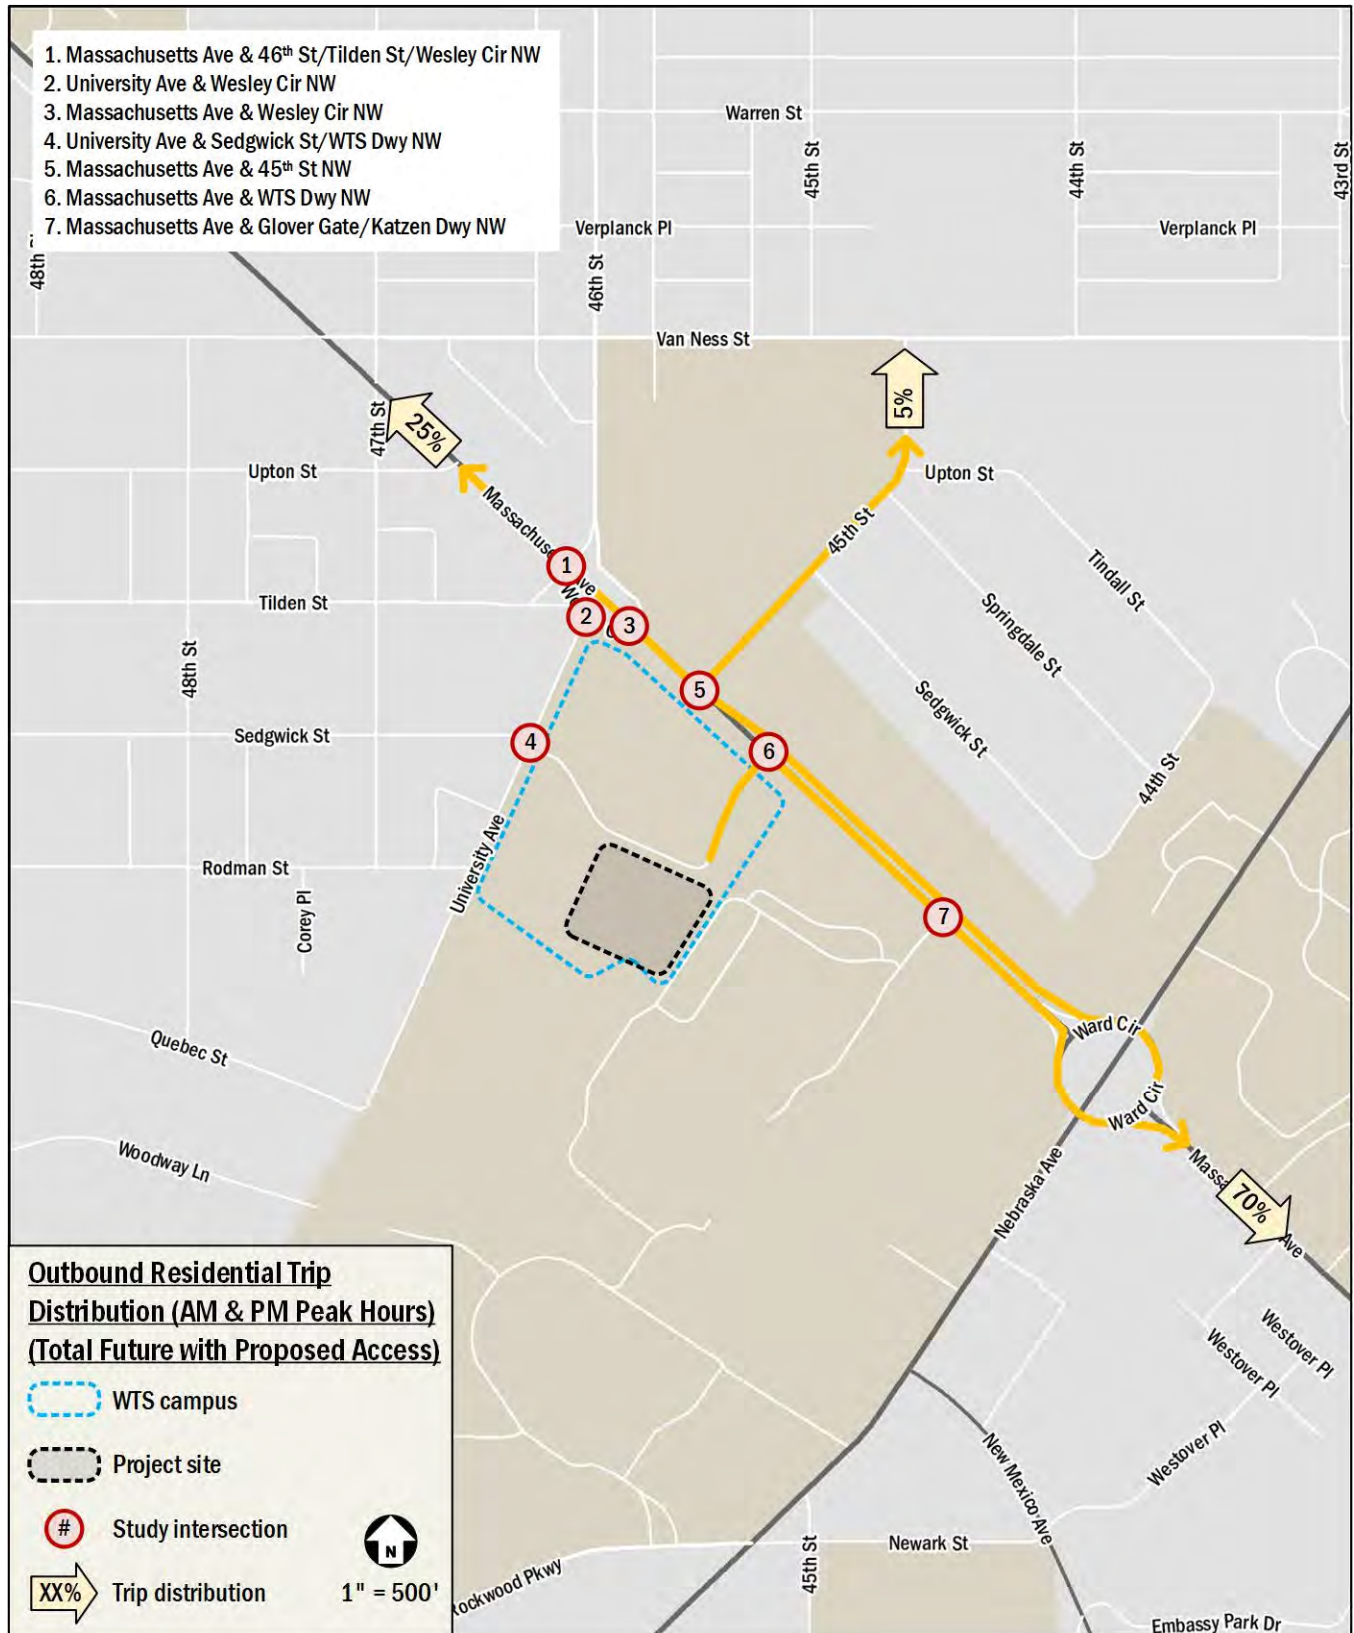 1. Massachusetts Ave & 46th St/Tilden St/Wesley Cir NW
2. University Ave & Wesley Cir NW
3. Massachusetts Ave & Wesley Cir NW
4. University Ave & Sedgwick St/WTS Dwy NW
5. Massachusetts Ave & 45th St NW
6. Massachusetts Ave & WTS Dwy NW
7. Massachusetts Ave & Glover Gate/Katzen Dwy NW
Warren St
45th St
44th St
43rd St
Verplanck Pl
Verplanck Pl
48th
46th St
Van Ness St
5%
47th St
25%
Upton St
Upton St
45th St
Tindall St
1
Ave
Tilden St
2
3
Springdale St
48th St
5
Sedgwick St
Sedgwick St
4
6
44th St
University Ave
Rodman St
Corey Pl
7
Quebec St
Ward Cir
Ward Cir
Woodway Ln
Nebraska Ave
70%
Ave
Westover Pl
Westover Pl
Westover Pl
New Mexico Ave
Newark St
45th St
Rockwood Pkwy
Embassy Park Dr
Outbound Residential Trip
Distribution (AM & PM Peak Hours)
(Total Future with Proposed Access)
WTS campus
Project site
# Study intersection
N
XX% Trip distribution
1" = 500'